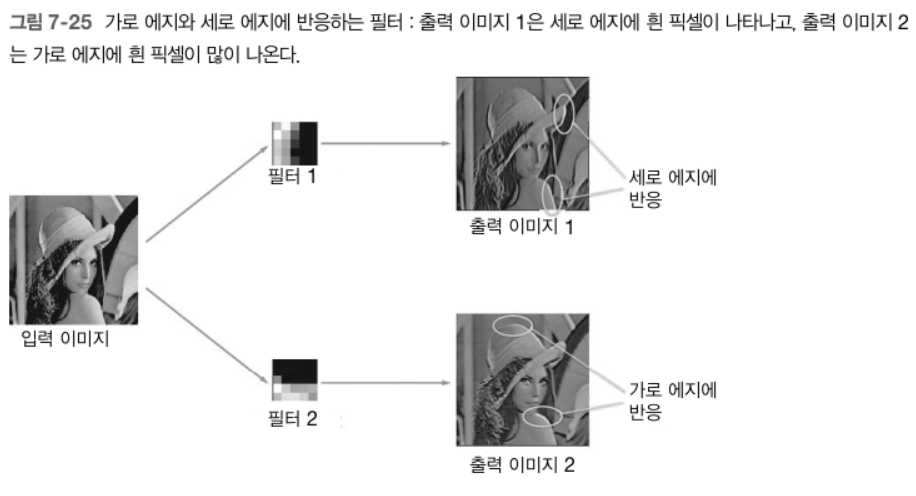 그림 7-25 가로 에지와 세로 에지에 반응하는 필터 : 출력 이미지 1은 세로 에지에 흰 픽셀이 나타나고, 출력 이미지 2
는 가로 에지에 흰 픽셀이 많이 나온다.
필터 1
세로 에지에
반응
출력 이미지 1
입력 이미지
가로 에지에
반응
필터 2
출력 이미지 2